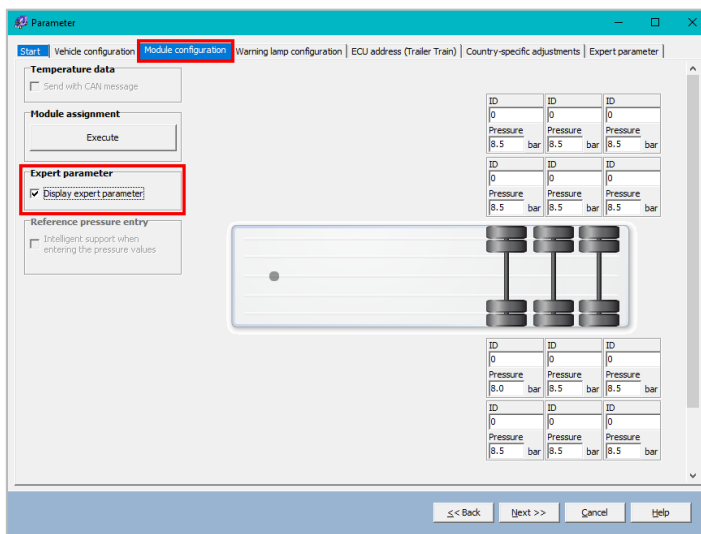 Parameter
Start Vehicle configuration Module configuration Warning lamp configuration ECU address (Trailer Train) Country-specific adjustments Expert parameter
Temperature data
Send with CAN message
Module assignment
Execute
Expert parameter
Display expert parameter
Reference pressure entry
Intelligent support when
entering the pressure values
ID ID ID
0 0 0
Pressure Pressure Pressure
8.5 bar 8.5 bar 8.5 bar
ID ID ID
0 0 0
Pressure Pressure Pressure
8.5 bar 8.5 bar 8.5 bar
ID ID ID
0 0 0
Pressure Pressure Pressure
8.0 bar 8.5 bar 8.5 bar
ID ID ID
0 0 0
Pressure Pressure Pressure
8.5 bar 8.5 bar 8.5 bar
<< Back Next >> Cancel Help